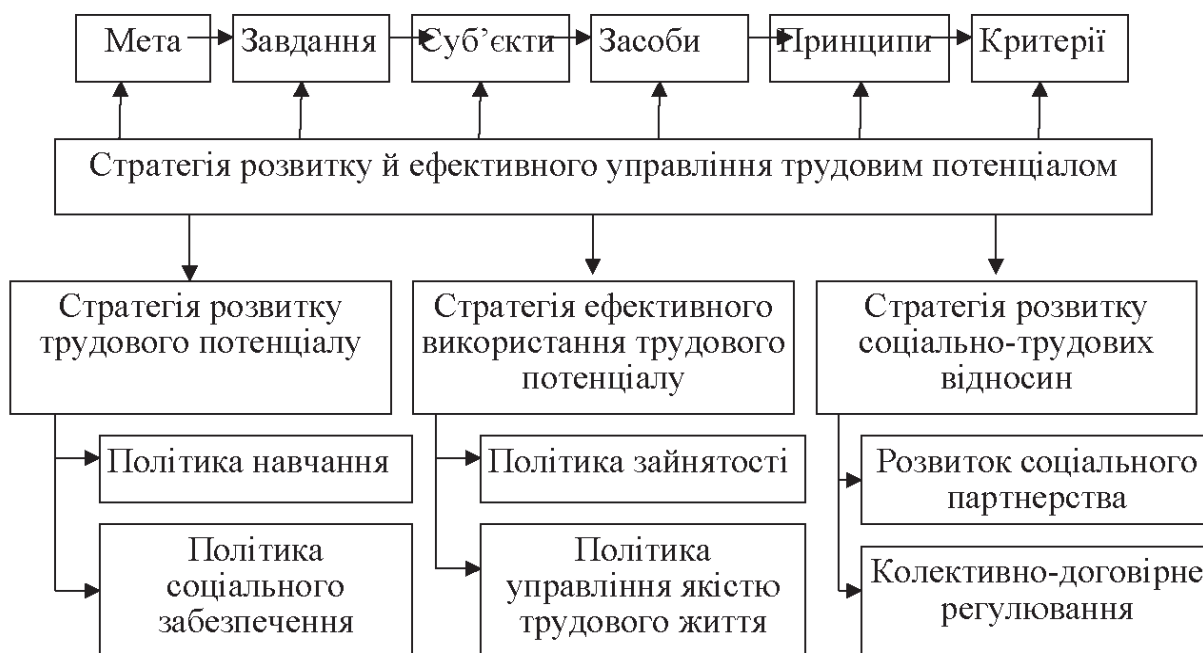 Мета
Завдання
Суб’єкти
Засоби
Принципи
Критерії
Стратегія розвитку й ефективного управління трудовим потенціалом
Стратегія розвитку
трудового потенціалу
Стратегія ефективного
використання трудового
потенціалу
Стратегія розвитку
соціально-трудових
відносин
Політика навчання
Політика зайнятості
Розвиток соціального
партнерства
Політика
соціального
забезпечення
Політика
управління якістю
трудового життя
Колективно-договірне
регулювання